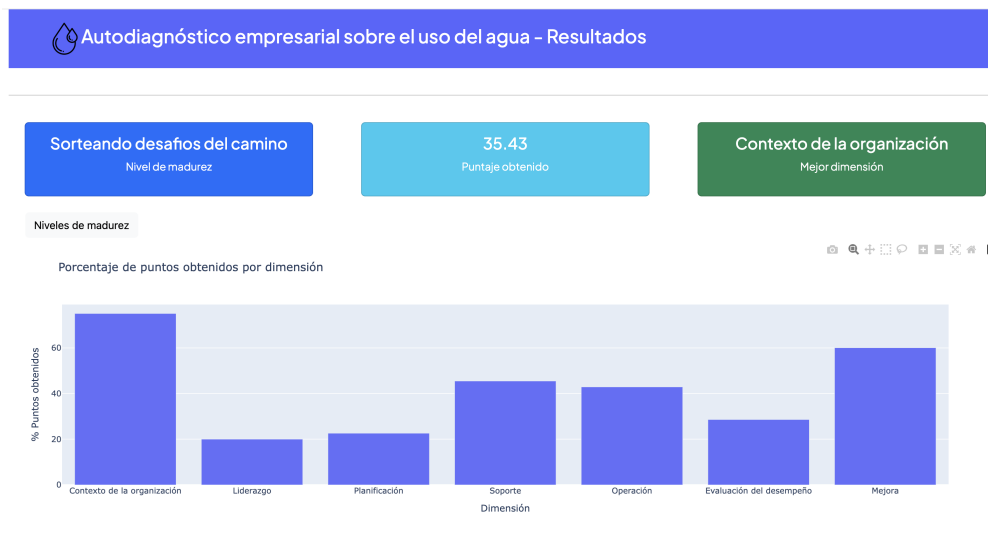 Autodiagnóstico empresarial sobre el uso del agua - Resultados
Sorteando desafios del camino
Nivel de madurez
35.43
Puntaje obtenido
Contexto de la organización
Mejor dimensión
Niveles de madurez
Porcentaje de puntos obtenidos por dimensión
% Puntos obtenidos
60
40
20
0
Contexto de la organización
Liderazgo
Planificación
Soporte
Operación
Evaluación del desempeño
Mejora
Dimensión